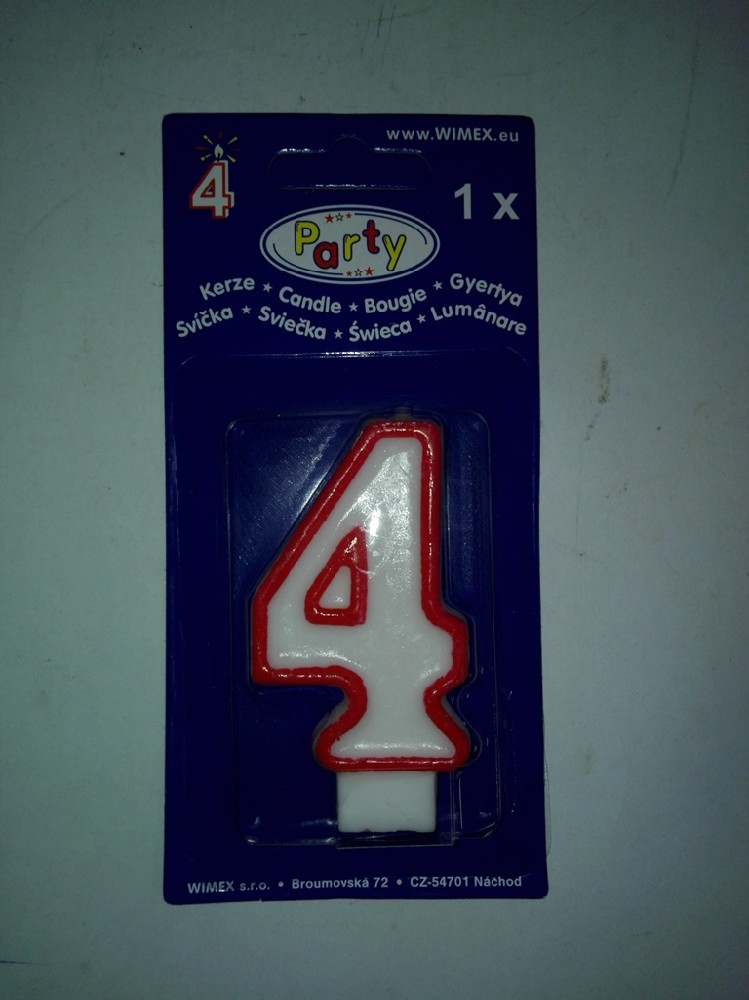 www.WIMEX.eu
4
1 x
Party
Kerze ★ Candle ★ Bougie ★ Gyertya
Svíčka ★ Sviečka ★ Świeca ★ Lumânare
4
WIMEX s.r.o. • Broumovská 72 • CZ-54701 Náchod